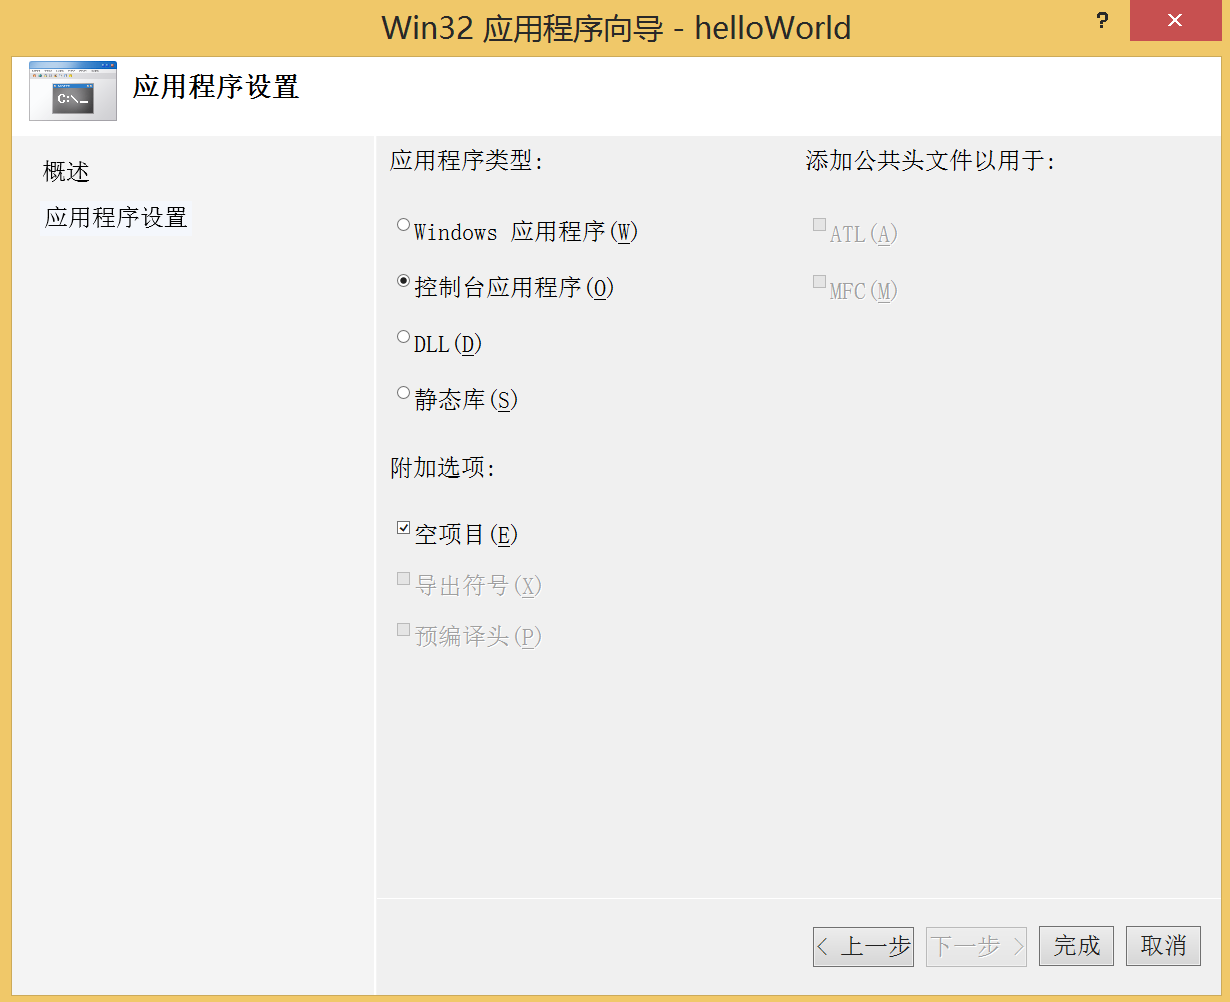 Win32 应用程序向导 - helloWorld
?
C:\_
应用程序设置
概述
应用程序设置
应用程序类型:
Windows 应用程序(W)
控制台应用程序(O)
DLL(D)
静态库(S)
附加选项:
空项目(E)
导出符号(X)
预编译头(P)
添加公共头文件以用于:
ATL(A)
MFC(M)
< 上一步
下一步 >
完成
取消